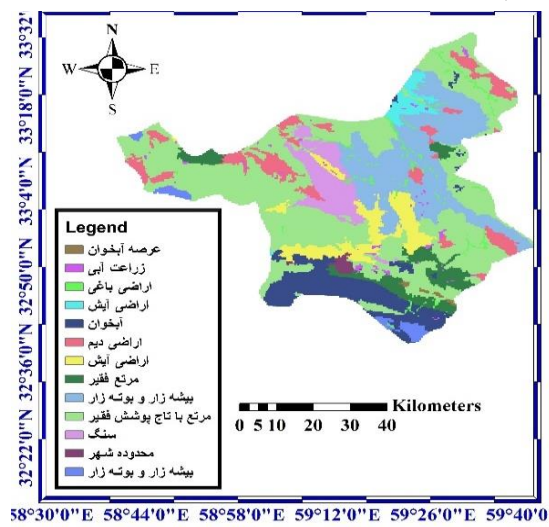 N
W E
S
33°32'
33°18'0"N
33°4'0"N
32°50'0"N
32°36'0"N
32°22'0"N
Legend
عرصه آبخوان
زراعت آبی
اراضی باغی
اراضی آیش
آبخوان
اراضی دیم
اراضی آیش
مرتع فقیر
بیشه زار و بوته زار
مرتع با تاج پوشش فقیر
سنگ
محدوده شهر
بیشه زار و بوته زار
Kilometers
0 5 10 20 30 40
58°30'0"E 58°44'0"E 58°58'0"E 59°12'0"E 59°26'0"E 59°40'0